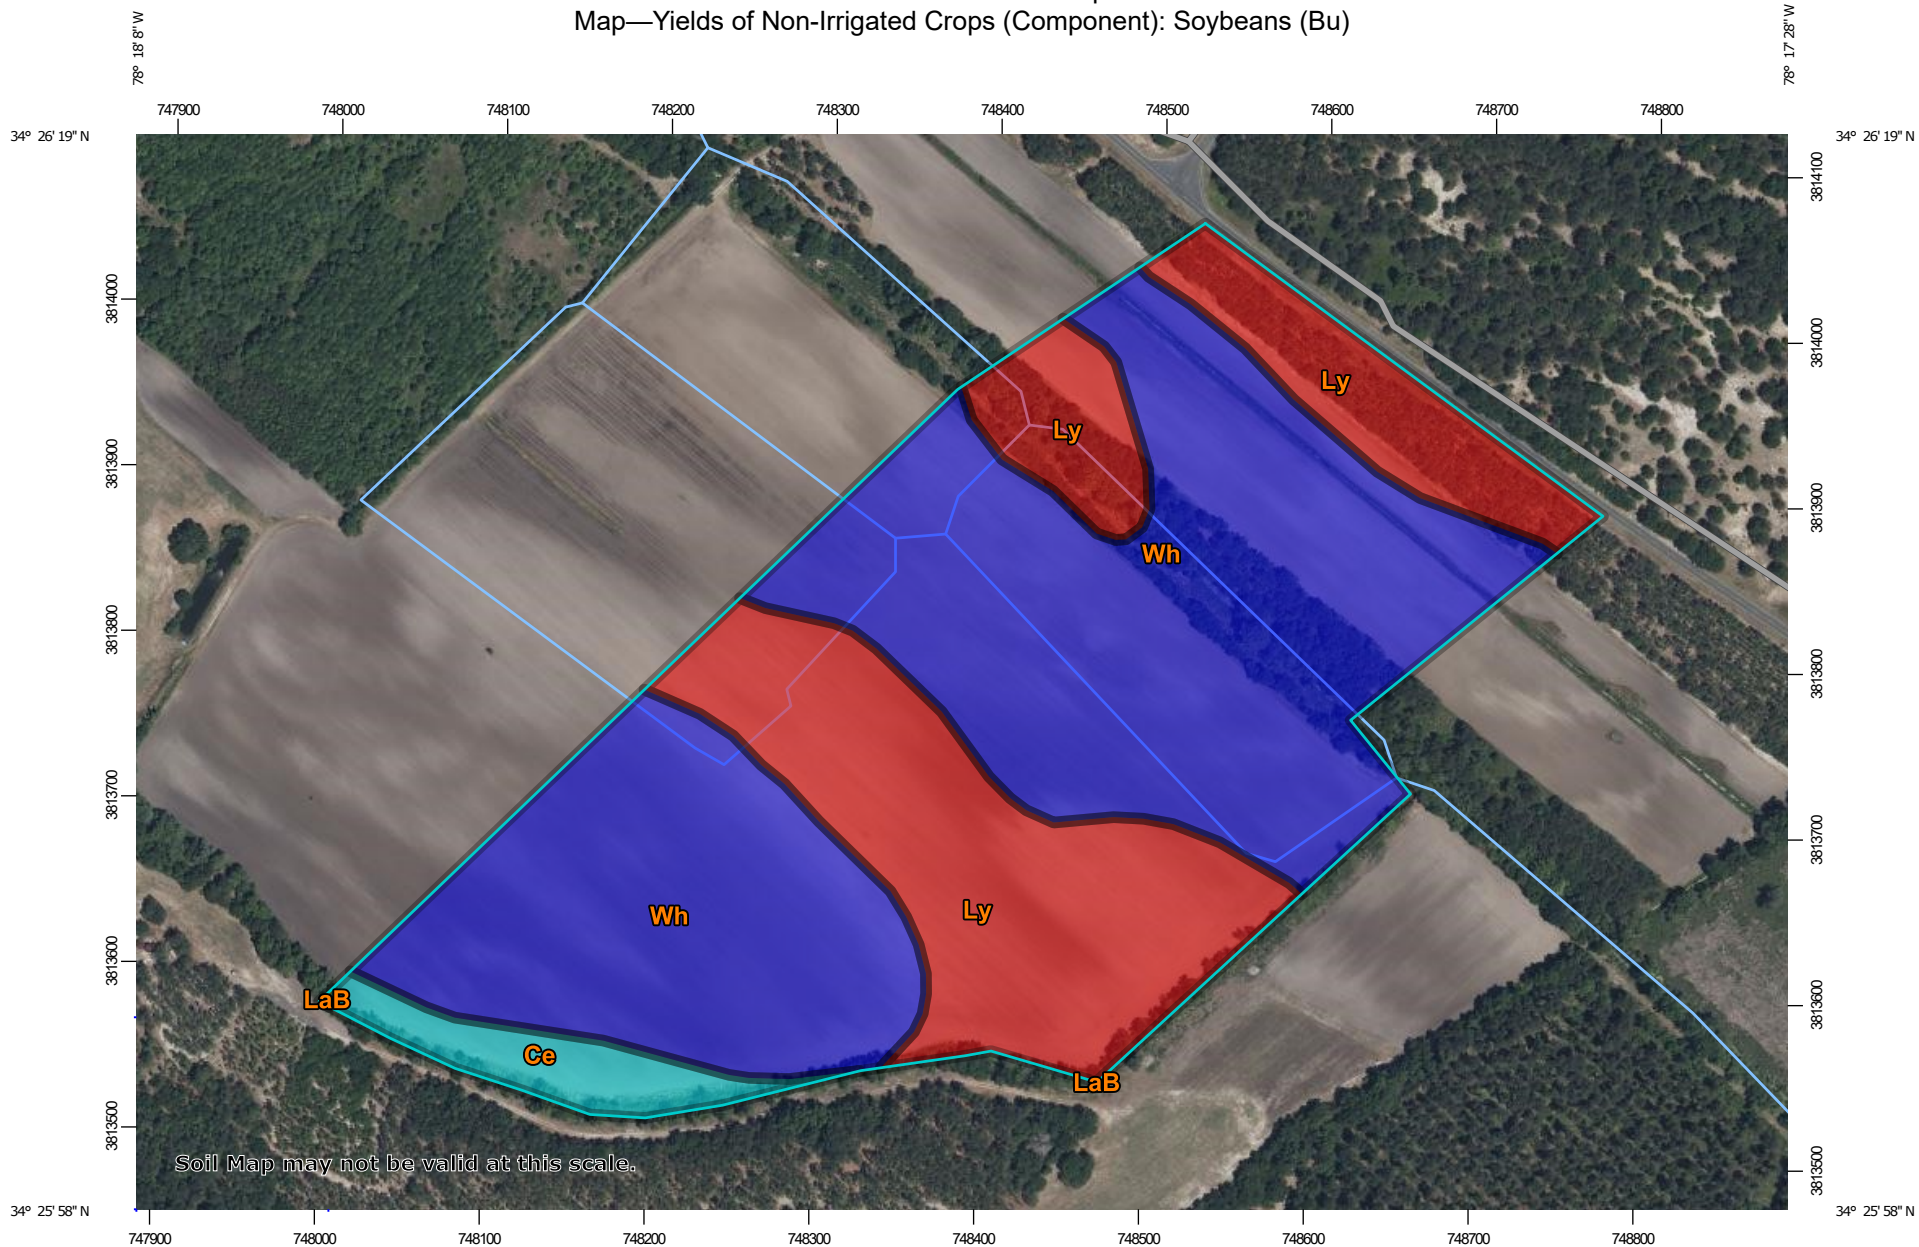 Map—Yields of Non-Irrigated Crops (Component): Soybeans (Bu)
78° 18' 8" W
78° 17' 28" W
747900 748000 748100 748200 748300 748400 748500 748600 748700 748800
34° 26' 19" N
34° 26' 19" N
3814100
3814000
3814000
Ly
Ly
3813900
3813900
Wh
3813800
3813800
3813700
3813700
Wh
Ly
3813600
LaB
3813600
Ce
LaB
3813500
3813500
Soil Map may not be valid at this scale.
34° 25' 58" N
34° 25' 58" N
747900 748000 748100 748200 748300 748400 748500 748600 748700 748800